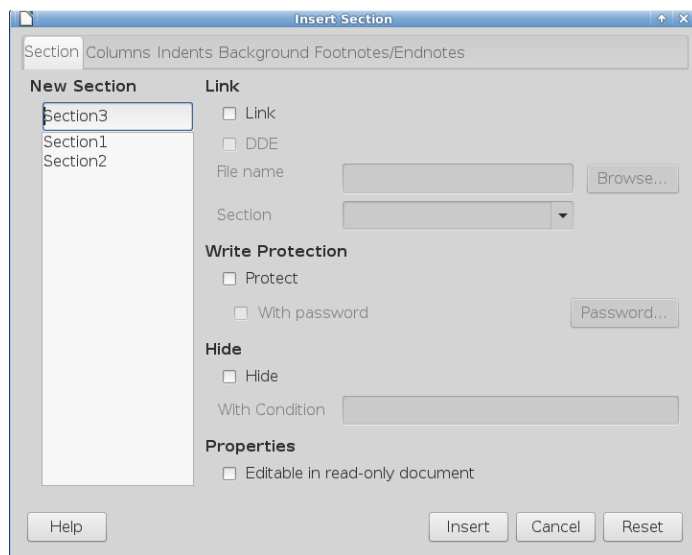 Insert Section
Section Columns Indents Background Footnotes/Endnotes
New Section
Section3
Section1
Section2
Link
Link
DDE
File name
Browse...
Section
Write Protection
Protect
With password
Password...
Hide
Hide
With Condition
Properties
Editable in read-only document
Help
Insert
Cancel
Reset